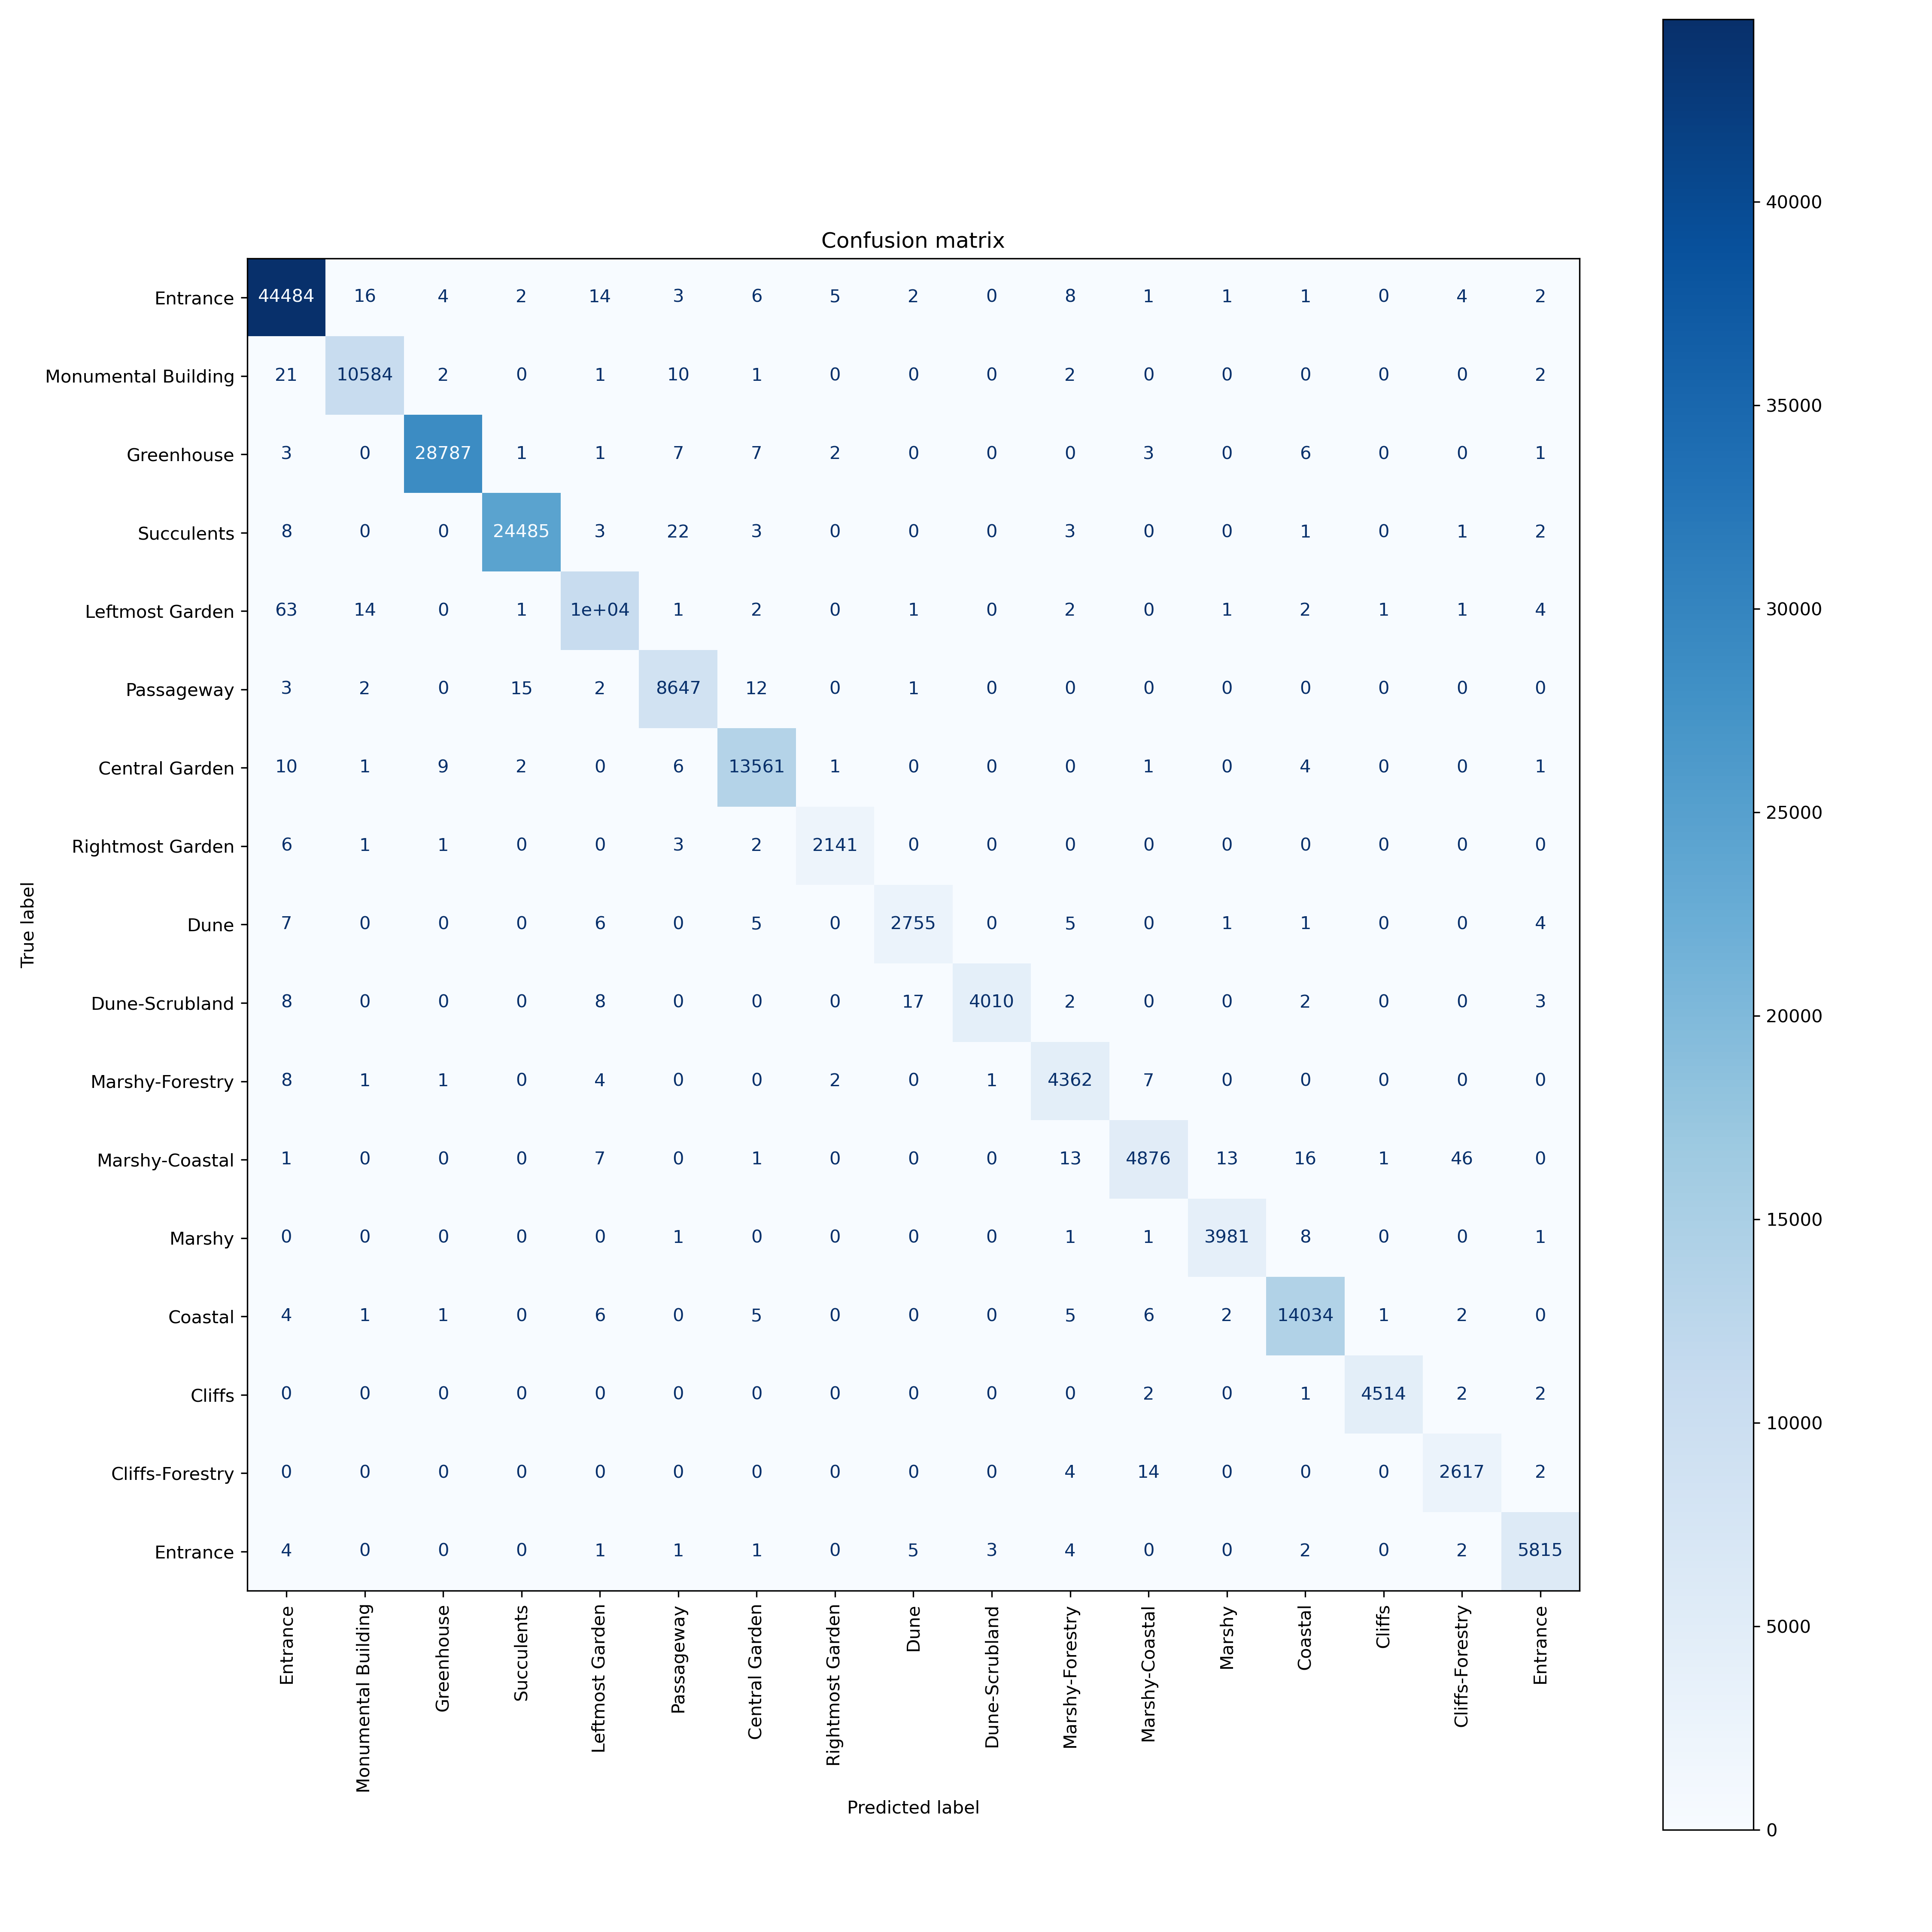 Confusion matrix
Entrance 44484 16 4 2 14 3 6 5 2 0 8 1 1 1 0 4 2
Monumental Building 21 10584 2 0 1 10 1 0 0 0 2 0 0 0 0 0 2
Greenhouse 3 0 28787 1 1 7 7 2 0 0 0 3 0 6 0 0 1
Succulents 8 0 0 24485 3 22 3 0 0 0 3 0 0 1 0 1 2
Leftmost Garden 63 14 0 1 1e+04 1 2 0 1 0 2 0 1 2 1 1 4
Passageway 3 2 0 15 2 8647 12 0 1 0 0 0 0 0 0 0 0
Central Garden 10 1 9 2 0 6 13561 1 0 0 0 1 0 4 0 0 1
Rightmost Garden 6 1 1 0 0 3 2 2141 0 0 0 0 0 0 0 0 0
Dune 7 0 0 0 6 0 5 0 2755 0 5 0 1 1 0 0 4
Dune-Scrubland 8 0 0 0 8 0 0 0 17 4010 2 0 0 2 0 0 3
Marshy-Forestry 8 1 1 0 4 0 0 2 0 1 4362 7 0 0 0 0 0
Marshy-Coastal 1 0 0 0 7 0 1 0 0 0 13 4876 13 16 1 46 0
Marshy 0 0 0 0 0 1 0 0 0 0 1 1 3981 8 0 0 1
Coastal 4 1 1 0 6 0 5 0 0 0 5 6 2 14034 1 2 0
Cliffs 0 0 0 0 0 0 0 0 0 0 0 2 0 1 4514 2 2
Cliffs-Forestry 0 0 0 0 0 0 0 0 0 0 4 14 0 0 0 2617 2
Entrance 4 0 0 0 1 1 1 0 5 3 4 0 0 2 0 2 5815
True label
Entrance
Monumental Building
Greenhouse
Succulents
Leftmost Garden
Passageway
Central Garden
Rightmost Garden
Dune
Dune-Scrubland
Marshy-Forestry
Marshy-Coastal
Marshy
Coastal
Cliffs
Cliffs-Forestry
Entrance
Predicted label
40000
35000
30000
25000
20000
15000
10000
5000
0